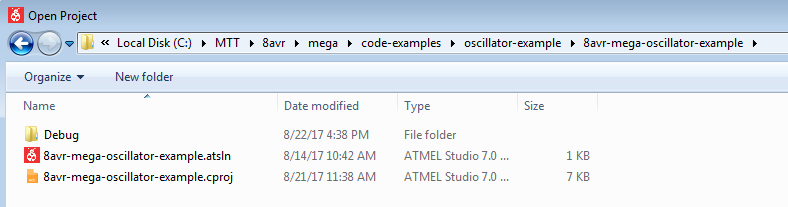 Open Project
Local Disk (C:) MTT 8avr mega code-examples oscillator-example 8avr-mega-oscillator-example
Organize New folder
Name Date modified Type Size
Debug 8/22/17 4:38 PM File folder
8avr-mega-oscillator-example.atsln 8/14/17 10:42 AM ATMEL Studio 7.0 ... 1 KB
8avr-mega-oscillator-example.cproj 8/21/17 11:38 AM ATMEL Studio 7.0 ... 7 KB